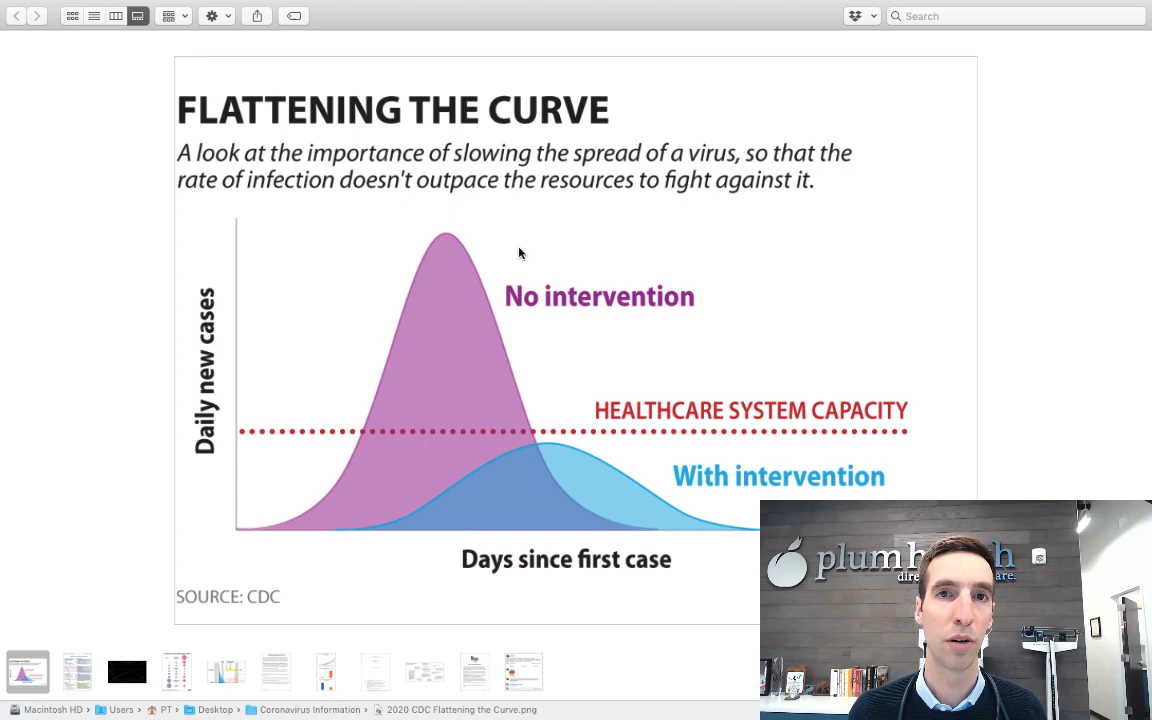 Search
FLATTENING THE CURVE
A look at the importance of slowing the spread of a virus, so that the
rate of infection doesn't outpace the resources to fight against it.
Daily new cases
No intervention
HEALTHCARE SYSTEM CAPACITY
With intervention
Days since first case
SOURCE: CDC
plum
Macintosh HD › Users › PT › Desktop › Coronavirus Information › 2020 CDC Flattening the Curve.png